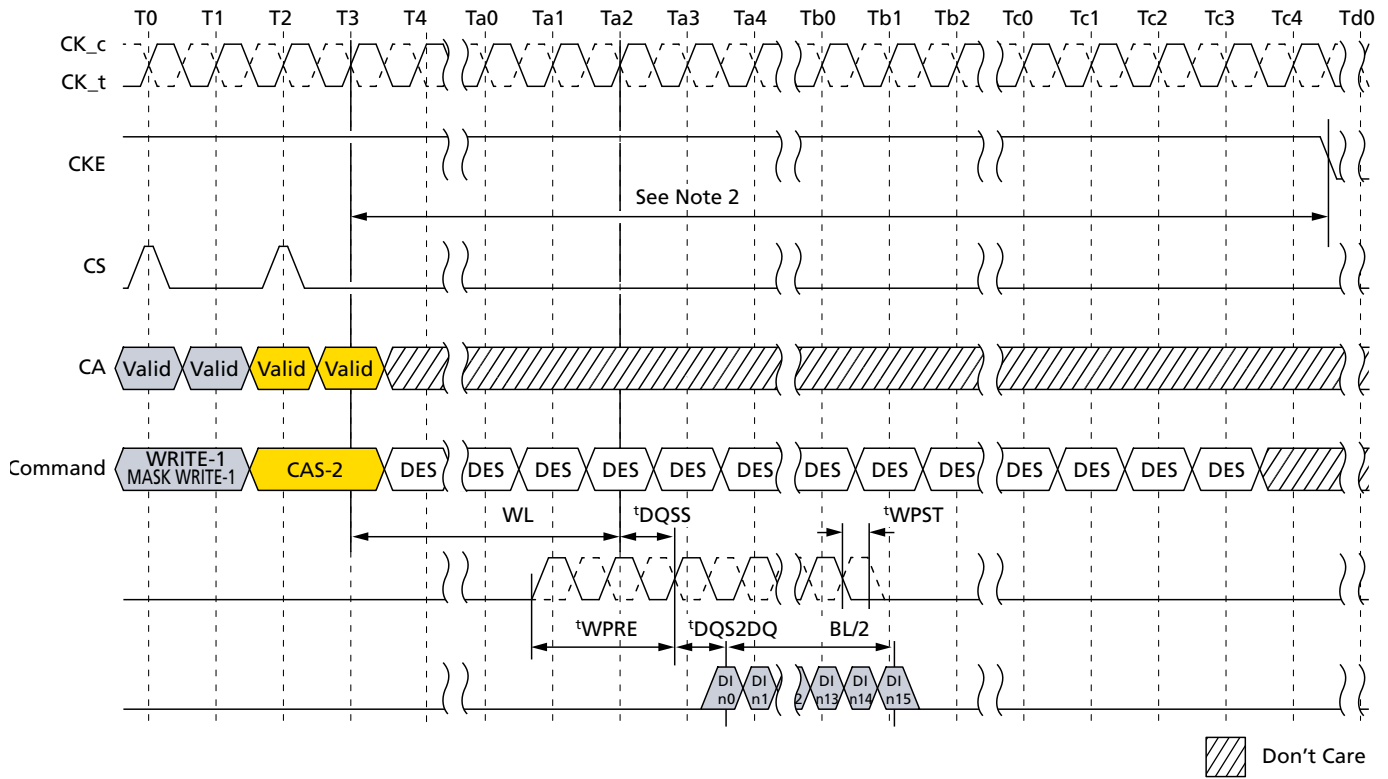 T0 T1 T2 T3 T4 Ta0 Ta1 Ta2 Ta3 Ta4 Tb0 Tb1 Tb2 Tc0 Tc1 Tc2 Tc3 Tc4 Td0
CK_c
CK_t
CKE
See Note 2
CS
CA Valid Valid Valid Valid
Command WRITE-1 MASK WRITE-1 CAS-2 DES DES DES DES DES DES DES DES DES DES DES DES DES
WL tDQSS tWPST
tWPRE tDQS2DQ BL/2
DI n0 DI n1 2 DI n13 DI n14 DI n15
Don't Care